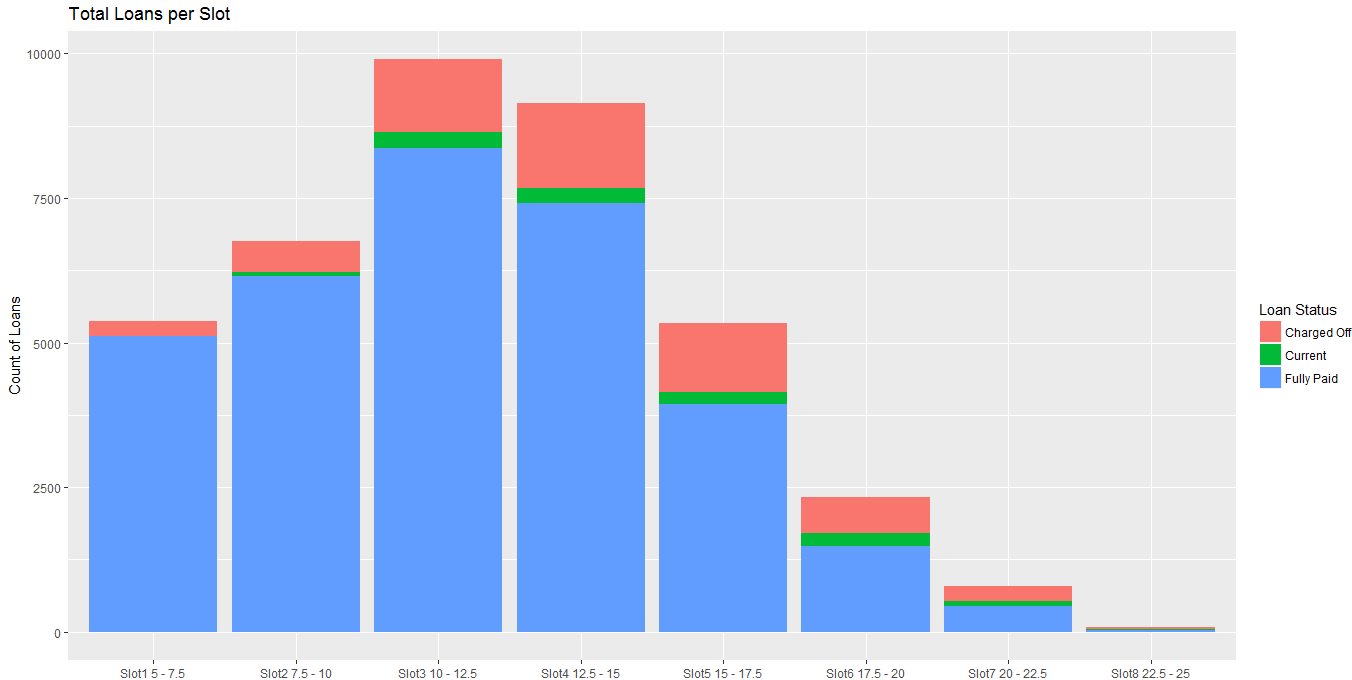 Total Loans per Slot
Count of Loans
10000
7500
5000
2500
0
Slot1 5 - 7.5
Slot2 7.5 - 10
Slot3 10 - 12.5
Slot4 12.5 - 15
Slot5 15 - 17.5
Slot6 17.5 - 20
Slot7 20 - 22.5
Slot8 22.5 - 25
Loan Status
Charged Off
Current
Fully Paid